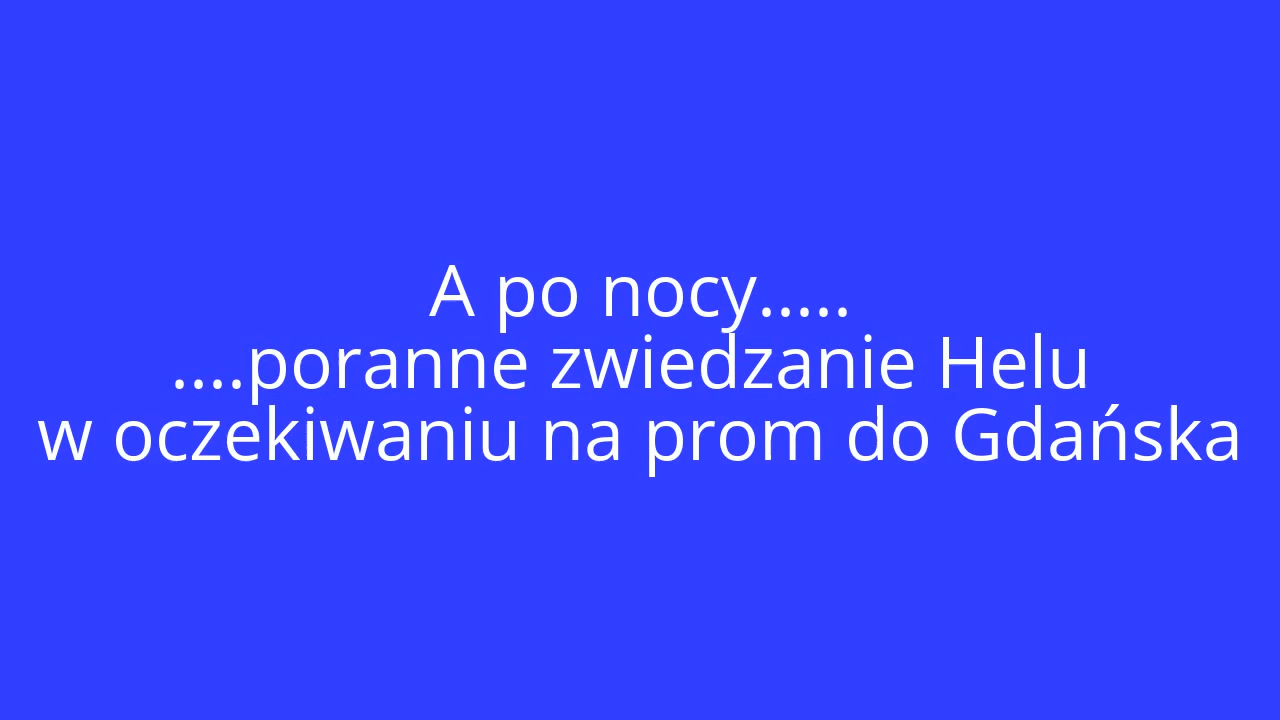 A po nocy.....
....poranne zwiedzanie Helu
w oczekiwaniu na prom do Gdańska